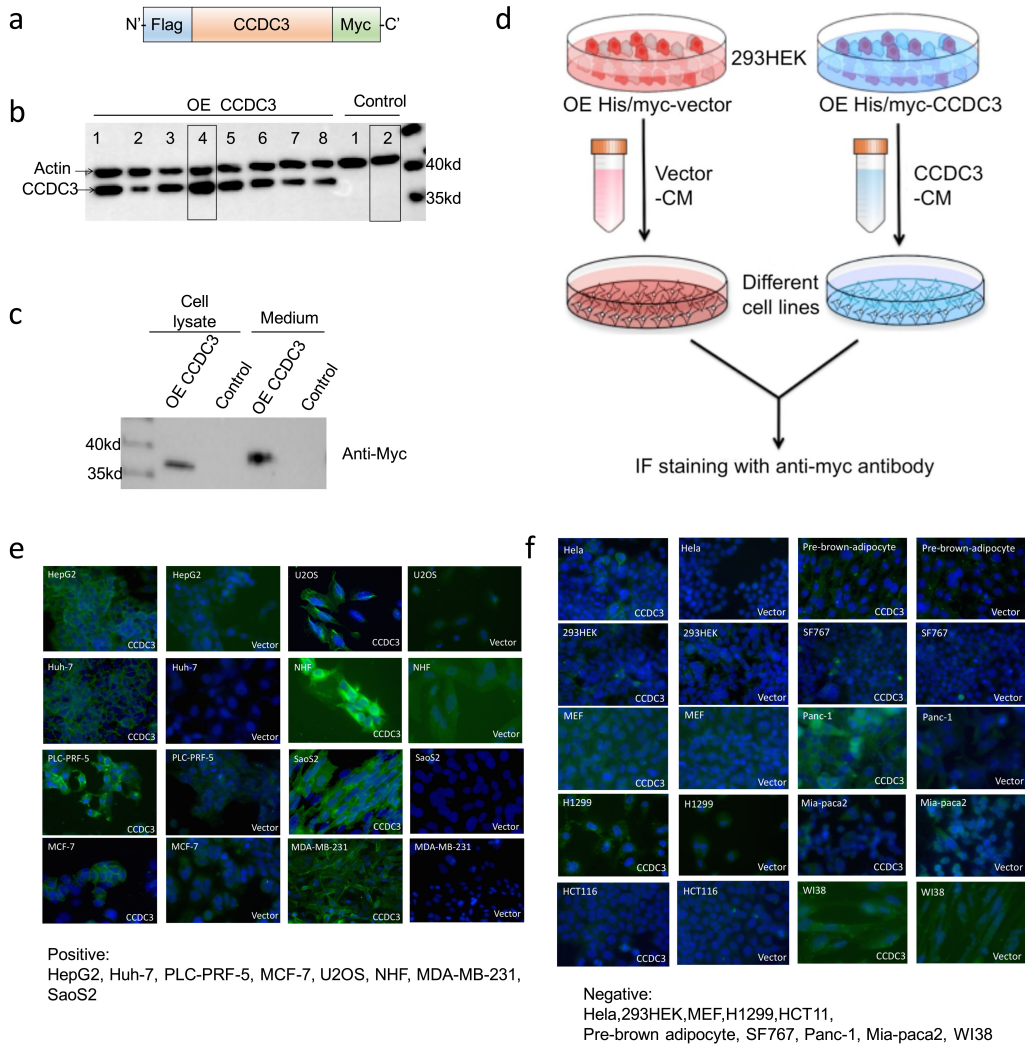 a
N'- Flag CCDC3 Myc -C'
b
OE CCDC3 Control
1 2 3 4 5 6 7 8 1 2
Actin
CCDC3
40kd
35kd
c
Cell
lysate
Medium
OE CCDC3 Control OE CCDC3 Control
40kd
35kd
Anti-Myc
d
293HEK
OE His/myc-vector OE His/myc-CCDC3
Vector
-CM
CCDC3
-CM
Different
cell lines
IF staining with anti-myc antibody
e
HepG2 HepG2 U2OS U2OS
CCDC3 Vector CCDC3 Vector
Huh-7 Huh-7 NHF NHF
CCDC3 Vector CCDC3 Vector
PLC-PRF-5 PLC-PRF-5 SaoS2 SaoS2
CCDC3 Vector CCDC3 Vector
MCF-7 MCF-7 MDA-MB-231 MDA-MB-231
CCDC3 Vector CCDC3 Vector
Positive:
HepG2, Huh-7, PLC-PRF-5, MCF-7, U2OS, NHF, MDA-MB-231,
SaoS2
f
Hela Hela Pre-brown-adipocyte Pre-brown-adipocyte
CCDC3 Vector CCDC3 Vector
293HEK 293HEK SF767 SF767
CCDC3 Vector CCDC3 Vector
MEF MEF Panc-1 Panc-1
CCDC3 Vector CCDC3 Vector
H1299 H1299 Mia-paca2 Mia-paca2
CCDC3 Vector CCDC3 Vector
HCT116 HCT116 WI38 WI38
CCDC3 Vector CCDC3 Vector
Negative:
Hela,293HEK,MEF,H1299,HCT11,
Pre-brown adipocyte, SF767, Panc-1, Mia-paca2, WI38